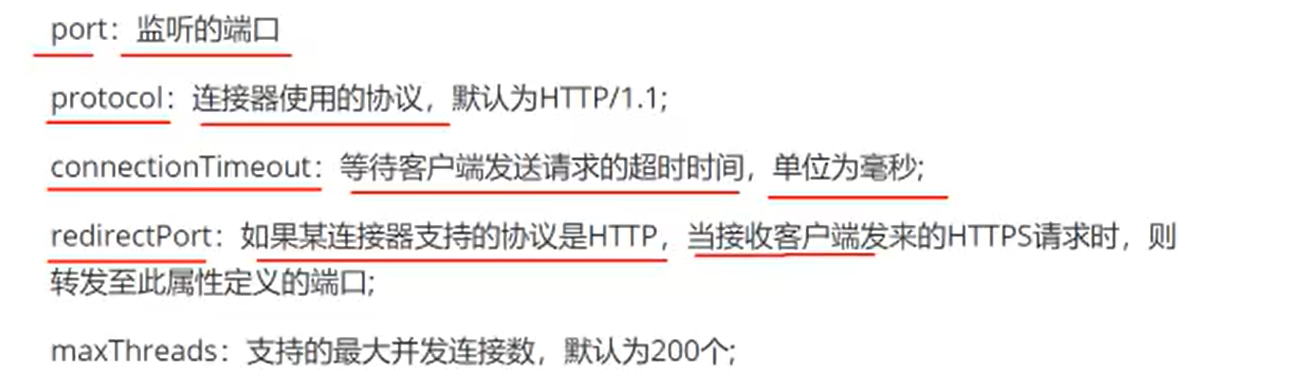 port：监听的端口
protocol：连接器使用的协议，默认为HTTP/1.1;
connectionTimeout：等待客户端发送请求的超时时间，单位为毫秒;
redirectPort：如果某连接器支持的协议是HTTP，当接收客户端发来的HTTPS请求时，则
转发至此属性定义的端口;
maxThreads：支持的最大并发连接数，默认为200个;